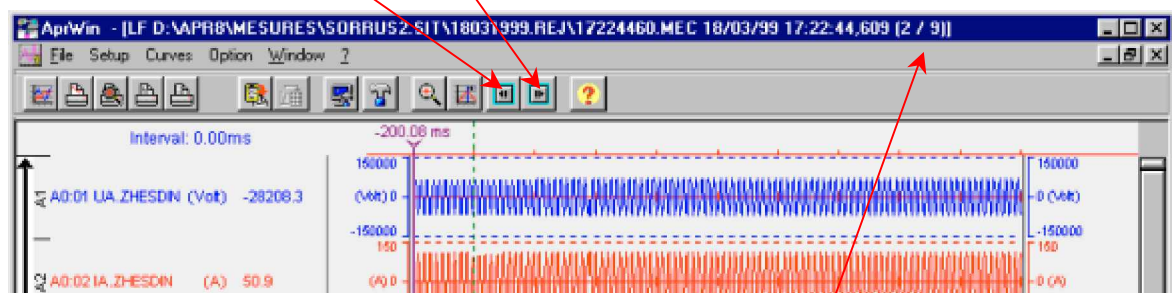 AprWin - [LF D:\APR8\MESURES\SORRUS2.SIT\18031999.REJ\17224460.MEC 18/03/99 17:22:44,609 (2 / 9)]
File Setup Curves Option Window ?
Interval: 0.00ms
-200.08 ms
150000
150000
A1 A0:01 UA.ZHESDIN (Volt) -28208.3
(Volt) 0
0 (Volt)
-150000
-150000
150
150
A2 A0:02 IA.ZHESDIN (A) 50.9
(A) 0
0 (A)